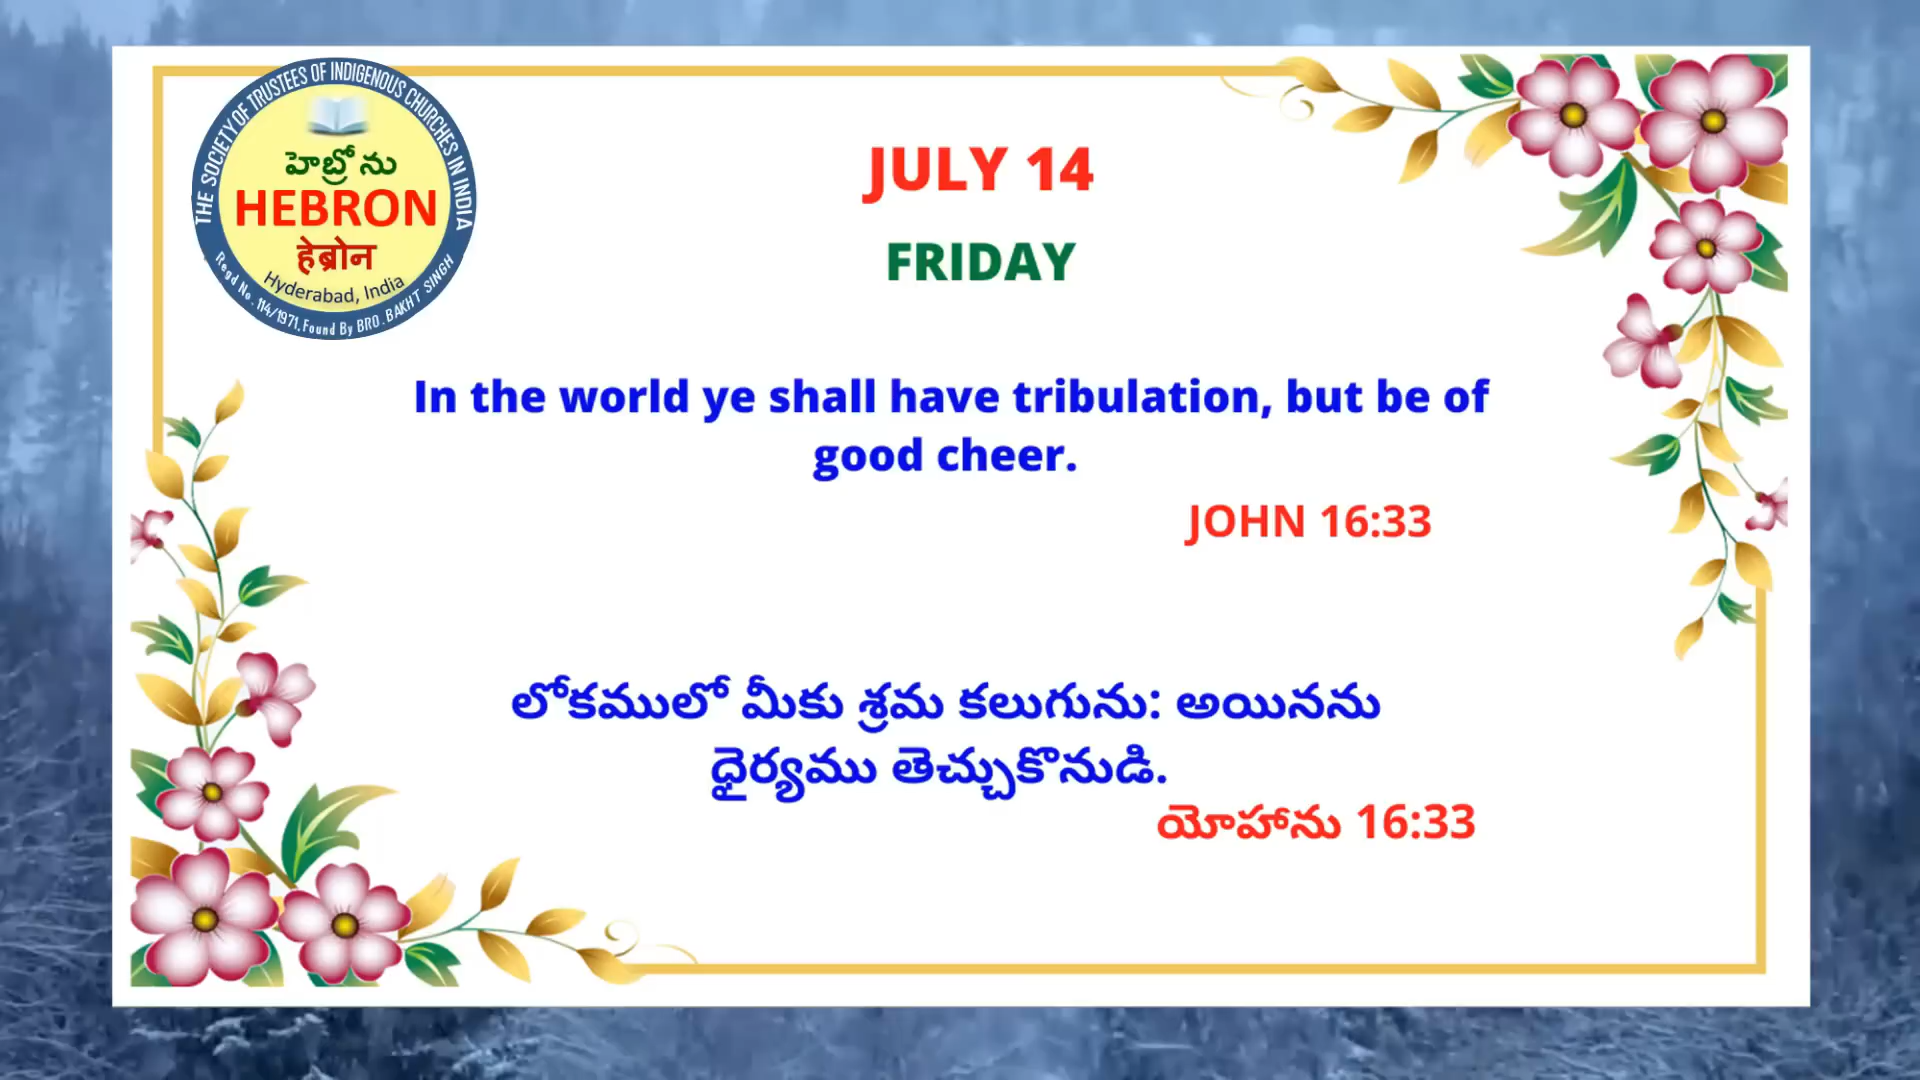 THE SOCIETY OF TRUSTEES OF INDIGENOUS CHURCHES IN INDIA
హెబ్రోను
HEBRON
हेब्रोन
Hyderabad, India
Regd No. 114/1971, Found By BRO. BAKHT SINGH
JULY 14
FRIDAY
In the world ye shall have tribulation, but be of
good cheer.
JOHN 16:33
లోకములో మీకు శ్రమ కలుగును: అయినను
ధైర్యము తెచ్చుకొనుడి.
యోహాను 16:33